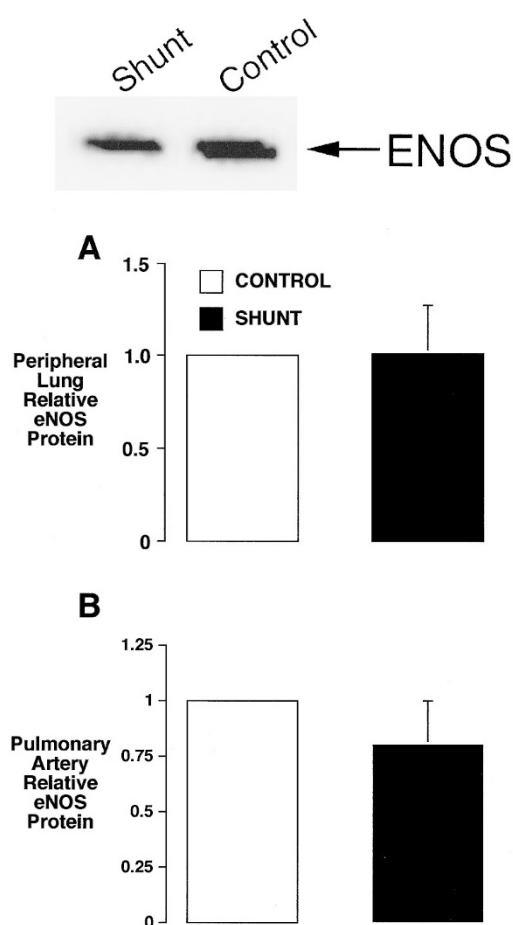 Shunt Control
ENOS
A
1.5
CONTROL
SHUNT
1.0
Peripheral
Lung
Relative
eNOS
Protein
0.5
0
B
1.25
1
Pulmonary
Artery
Relative
eNOS
Protein
0.75
0.5
0.25
0